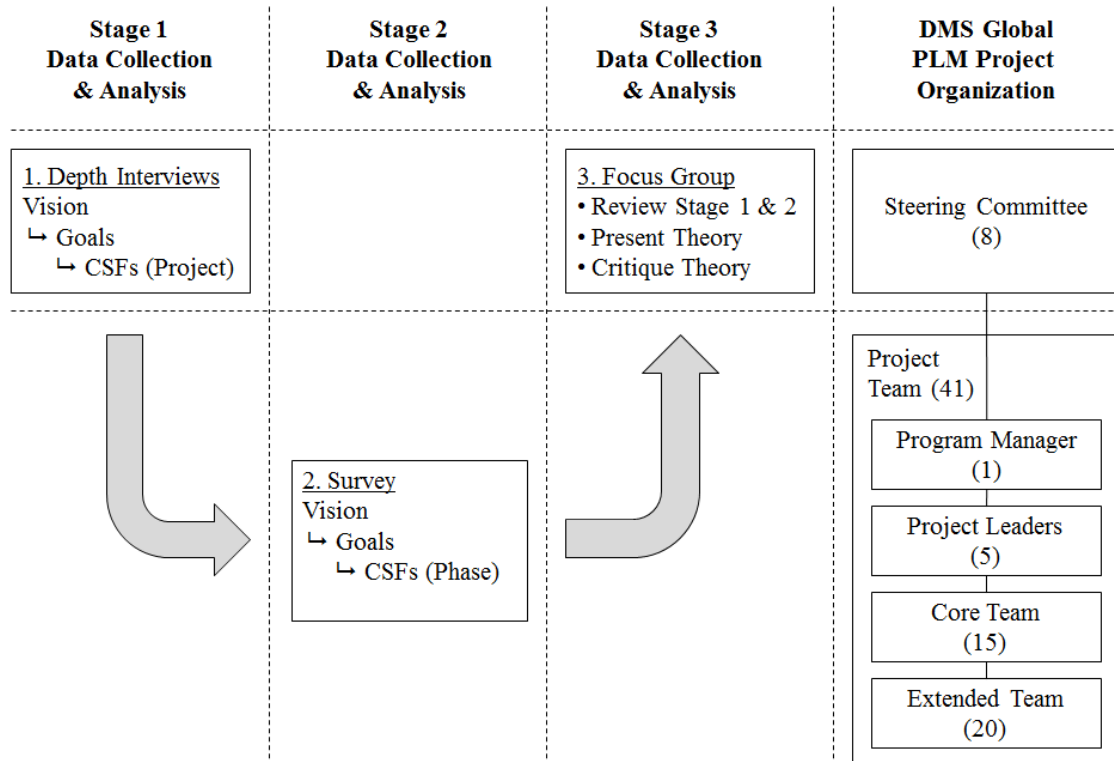 Stage 1
Data Collection
& Analysis
Stage 2
Data Collection
& Analysis
Stage 3
Data Collection
& Analysis
DMS Global
PLM Project
Organization
1. Depth Interviews
Vision
↳ Goals
↳ CSFs (Project)
3. Focus Group
• Review Stage 1 & 2
• Present Theory
• Critique Theory
Steering Committee
(8)
2. Survey
Vision
↳ Goals
↳ CSFs (Phase)
Project
Team (41)
Program Manager
(1)
Project Leaders
(5)
Core Team
(15)
Extended Team
(20)